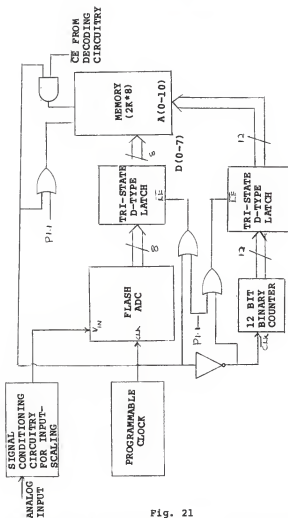 ANALOG
INPUT
SIGNAL
CONDITIONING
CIRCUITRY
FOR INPUT-
SCALING
PROGRAMMABLE
CLOCK
VIN
FLASH
ADC
CLK
8
TRI-STATE
D-TYPE
LATCH
LE
8
D(0-7)
P1.1
MEMORY
(2K*8)
A(0-10)
CE FROM
DECODING
CIRCUITRY
P1.1
12 BIT
BINARY
COUNTER
CLK
12
TRI-STATE
D-TYPE
LATCH
LE
12
Fig. 21